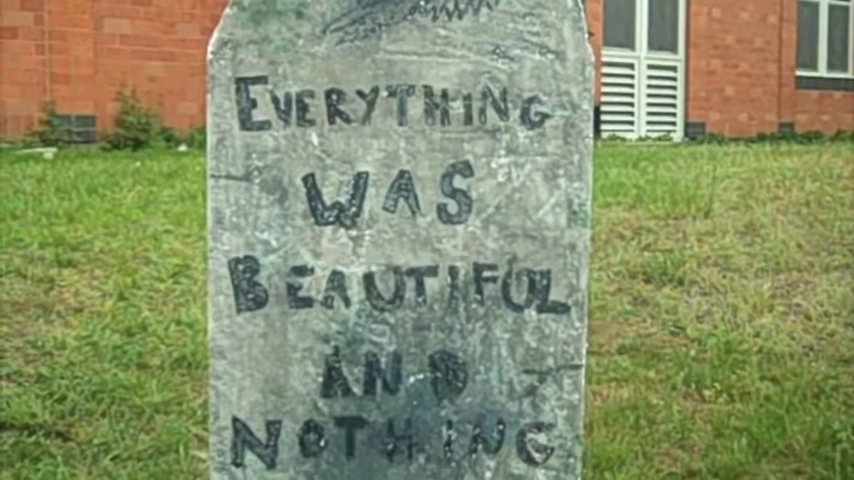 EVERYTHING
WAS
BEAUTIFUL
AND
NOTHING